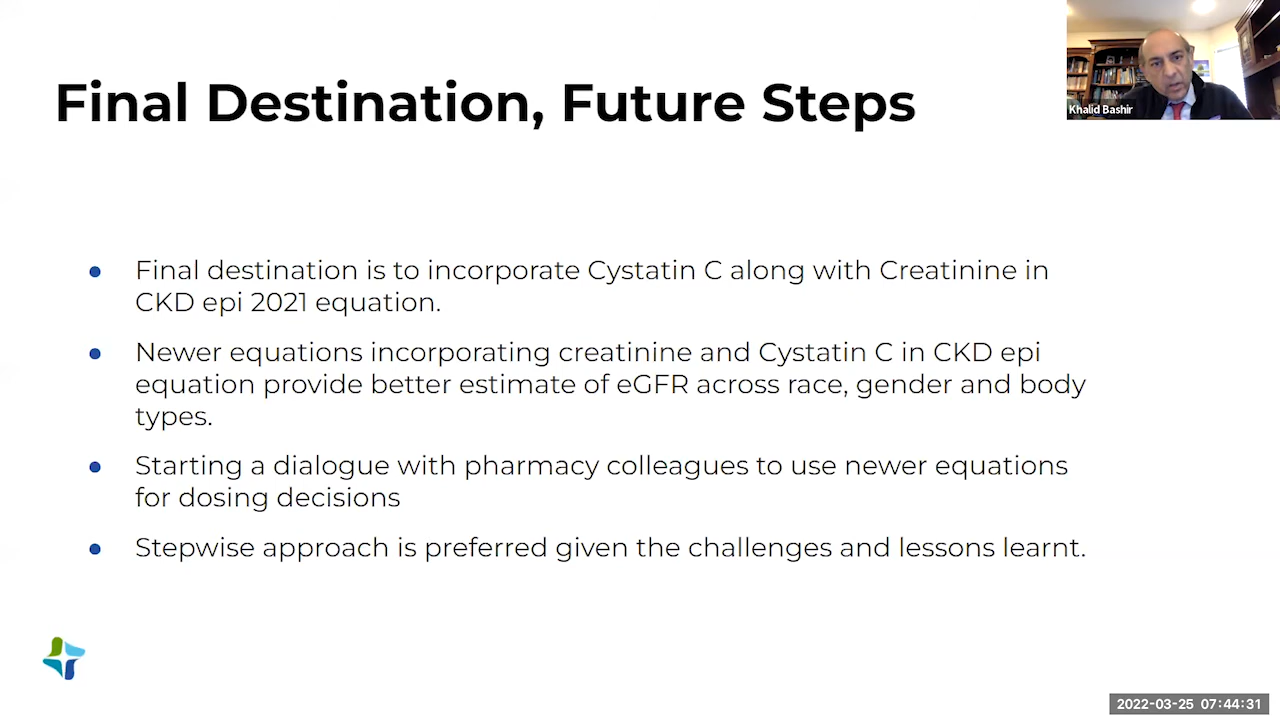 Final Destination, Future Steps
Khalid Bashir
● Final destination is to incorporate Cystatin C along with Creatinine in
CKD epi 2021 equation.
● Newer equations incorporating creatinine and Cystatin C in CKD epi
equation provide better estimate of eGFR across race, gender and body
types.
● Starting a dialogue with pharmacy colleagues to use newer equations
for dosing decisions
● Stepwise approach is preferred given the challenges and lessons learnt.
2022-03-25 07:44:31